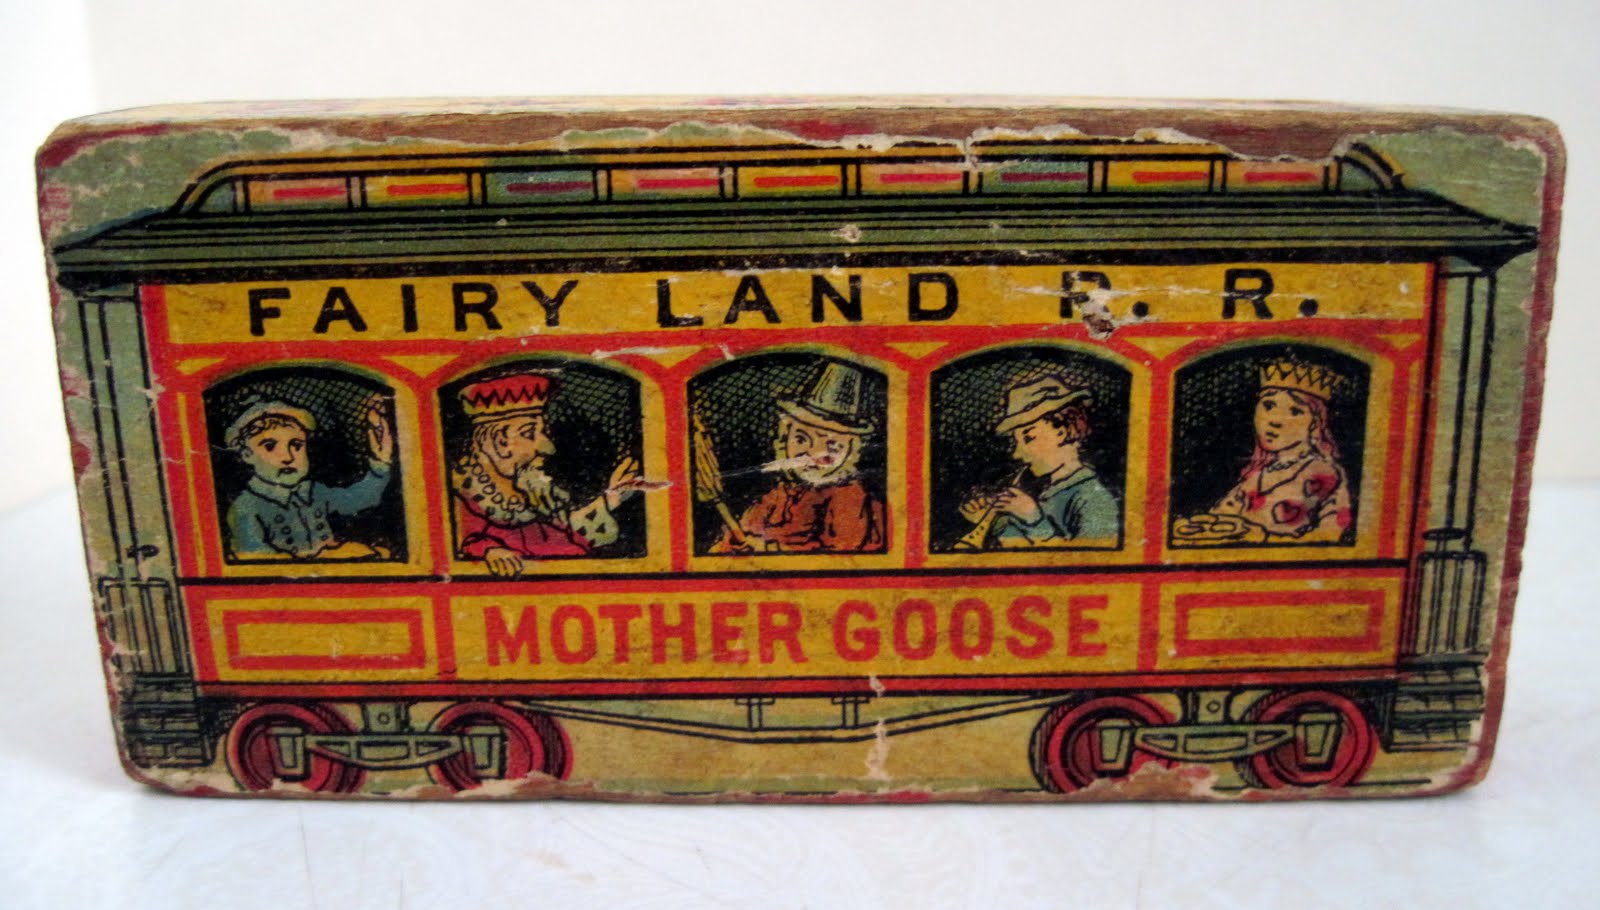 FAIRY LAND R. R.
MOTHER GOOSE